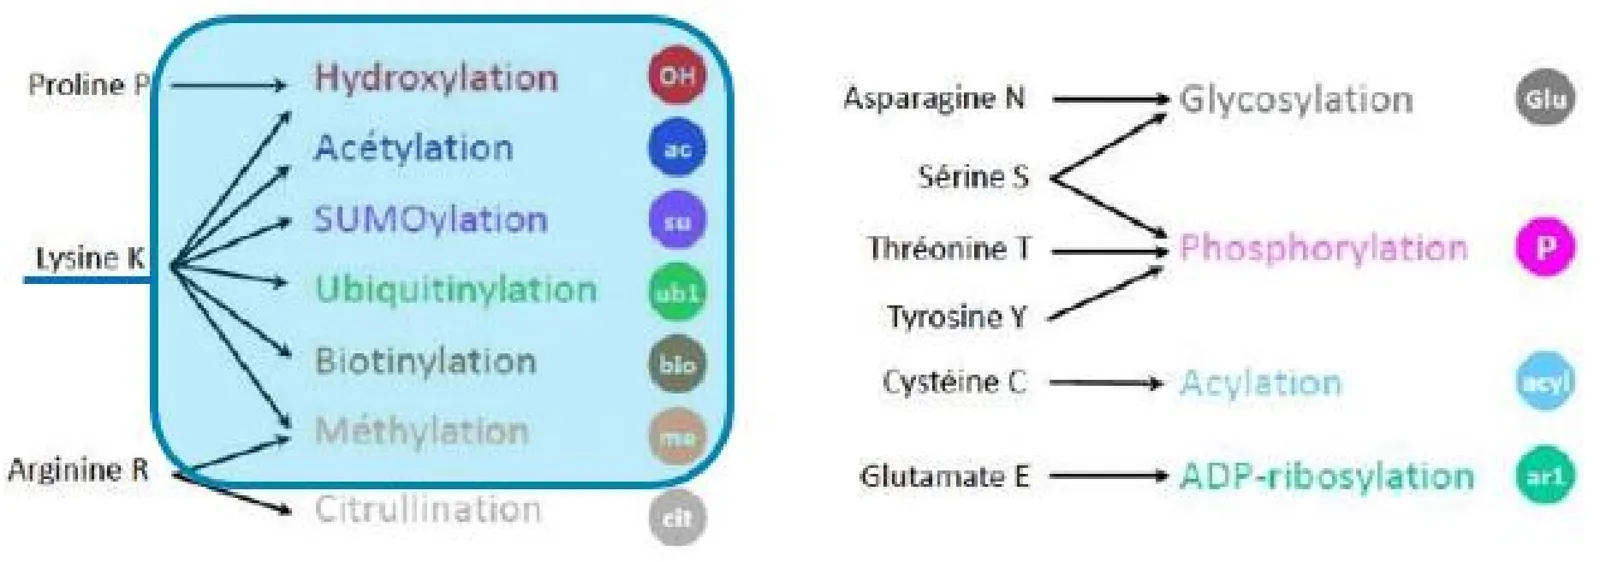 Proline P
Hydroxylation
OH
Acétylation
ac
SUMOylation
su
Lysine K
Ubiquitinylation
ub1
Biotinylation
bio
Méthylation
me
Arginine R
Citrullination
cit
Asparagine N
Glycosylation
Glu
Sérine S
Thréonine T
Phosphorylation
P
Tyrosine Y
Cystéine C
Acylation
acyl
Glutamate E
ADP-ribosylation
ar1